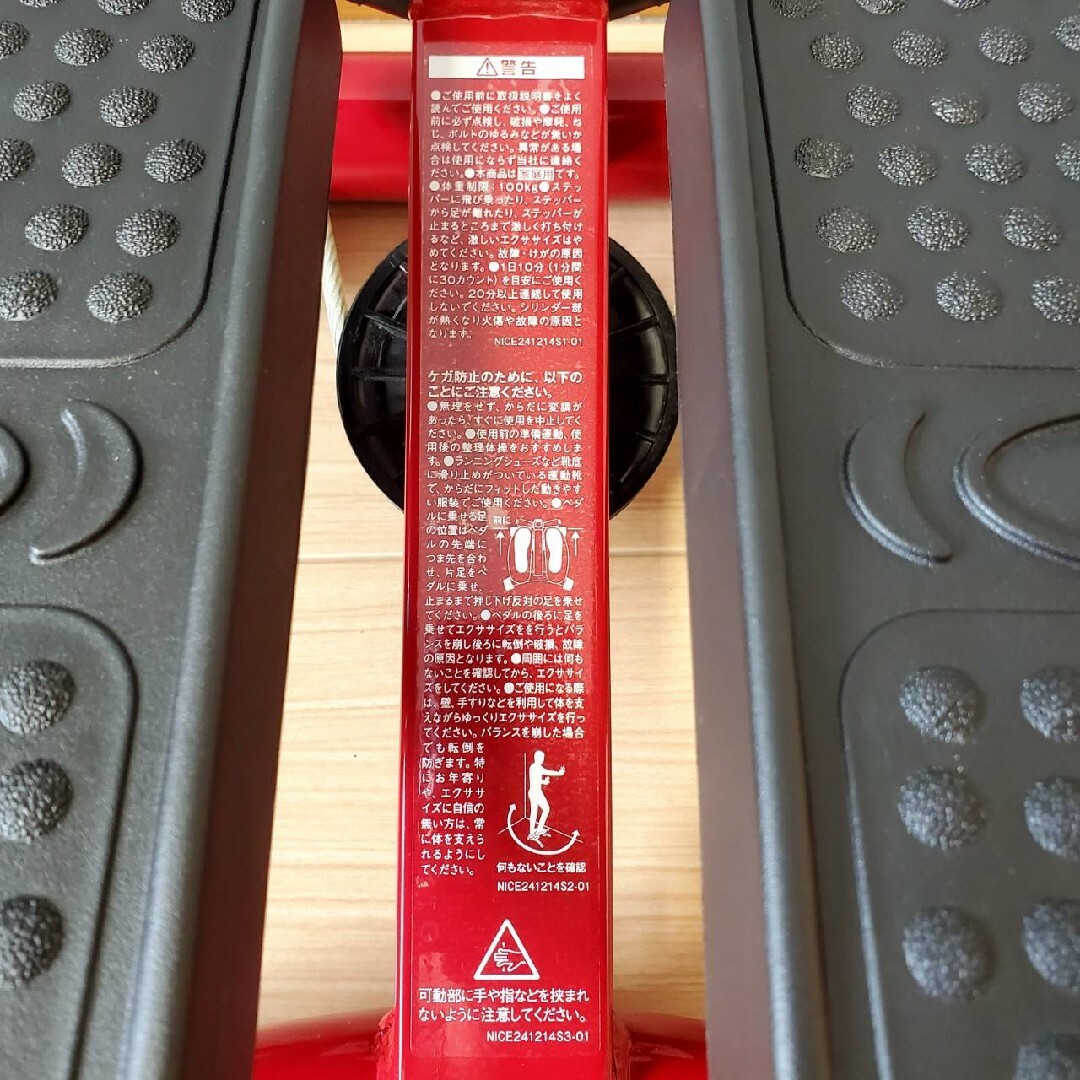 ⚠警告
●ご使用前に取扱説明書をよく
読んでご使用ください。●ご使用
前に必ず点検し、破損や摩耗、ね
じ、ボルトのゆるみなどが無いか
点検してください。異常がある場
合は使用にならず当社に連絡く
ださい。●本商品は家庭用です。
●体重制限:100kg●ステッ
パーに飛び乗ったり、ステッパー
から足が離れたり、ステッパーが
止まるところまで激しく打ち付け
るなど、激しいエクササイズはや
めてください。故障・けがの原因
となります。●1日10分(1分間
に30カウント)を目安にご使用く
ださい。20分以上連続して使用
しないでください。シリンダー部
が熱くなり火傷や故障の原因と
なります。
NICE241214S1-01
ケガ防止のために、以下の
ことにご注意ください。
●無理をせず、からだに変調が
あったら、すぐに使用を中止してく
ださい。●使用前の準備運動、使
用後の整理体操をおすすめしま
す。●ランニングシューズなど靴底
に滑り止めがついている運動靴
で、からだにフィットした動きやす
い服装でご使用ください。●ペダ
ルに乗せる足
の位置はペダ
ルの先端に
つま先を合わ
せ、片足をペ
ダルに乗せ、
前に
止まるまで押し下げ反対の足を乗せ
てください。●ペダルの後ろに足を
乗せてエクササイズをを行うとバラ
ンスを崩し後ろに転倒や破損、故障
の原因となります。●周囲には何も
ないことを確認してから、エクササイ
ズをしてください。●ご使用になる際
は、壁、手すりなどを利用して体を支
えながらゆっくりエクササイズを行っ
てください。バランスを崩した場合
でも転倒を
防ぎます。特
にお年寄り
や、エクササ
イズに自信の
無い方は、常
に体を支えら
れるようにし
てください。
何もないことを確認
NICE241214S2-01
可動部に手や指などを挟まれ
ないように注意してください。
NICE241214S3-01